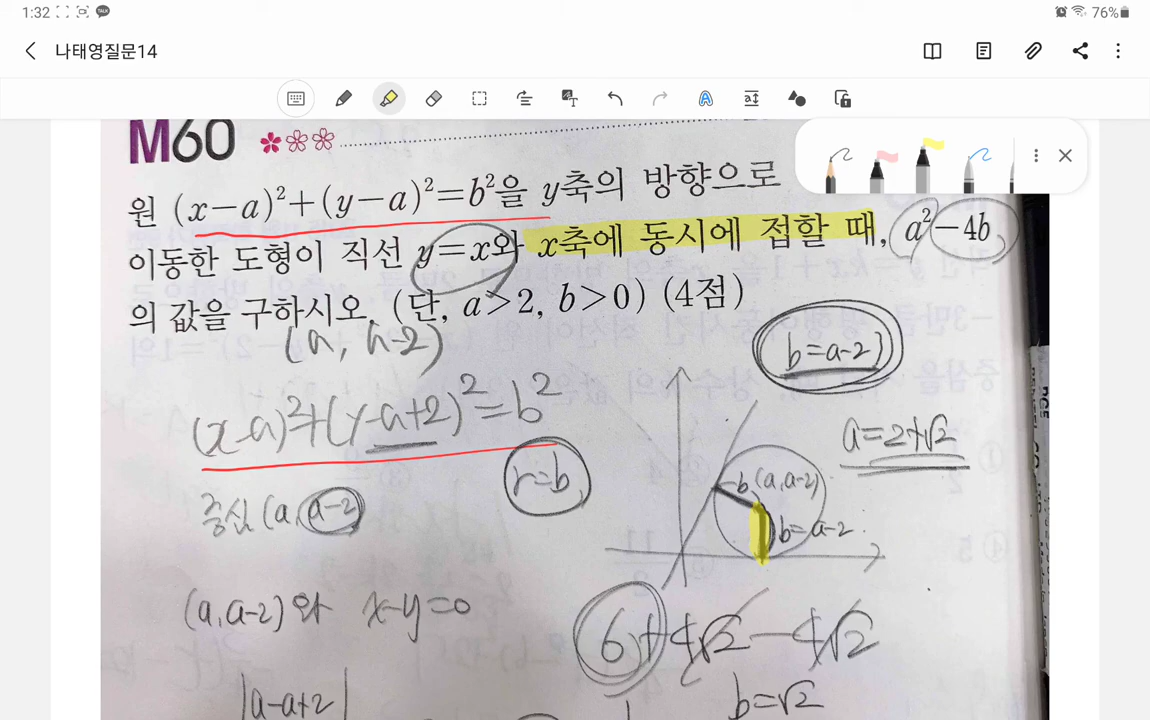 1:32
76%
나태영질문14
M60
원 (x-a)²+(y-a)²=b²을 y축의 방향으로
이동한 도형이 직선 y=x와 x축에 동시에 접할 때, a²-4b
의 값을 구하시오. (단, a>2, b>0) (4점)
(a, a-2)
b=a-2)
(x-a)²+(y-a+2)²=b²
a=2+√2
r=b
b(a,a-2)
중심 (a, a-2)
b=a-2
(a,a-2)와 x-y=0
6+4√2-4√2
|a-a+2|
b=√2